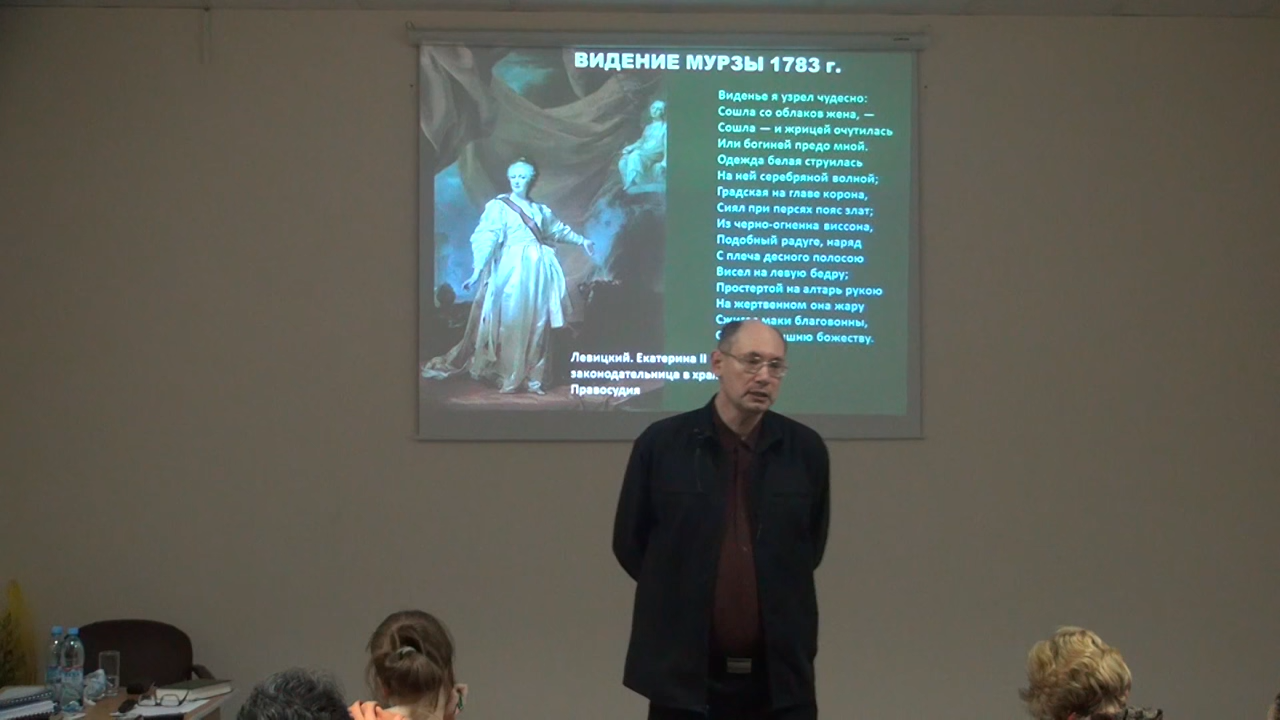 ВИДЕНИЕ МУРЗЫ 1783 г.
Виденье я узрел чудесно:
Сошла со облаков жена, —
Сошла — и жрицей очутилась
Или богиней предо мной.
Одежда белая струилась
На ней серебряной волной;
Градская на главе корона,
Сиял при персях пояс злат;
Из черно-огненна виссона,
Подобный радуге, наряд
С плеча десного полосою
Висел на левую бедру;
Простертой на алтарь рукою
На жертвенном она жару
маки благовонны,
божеству.
Левицкий. Екатерина II
законодательница в
Правосудия